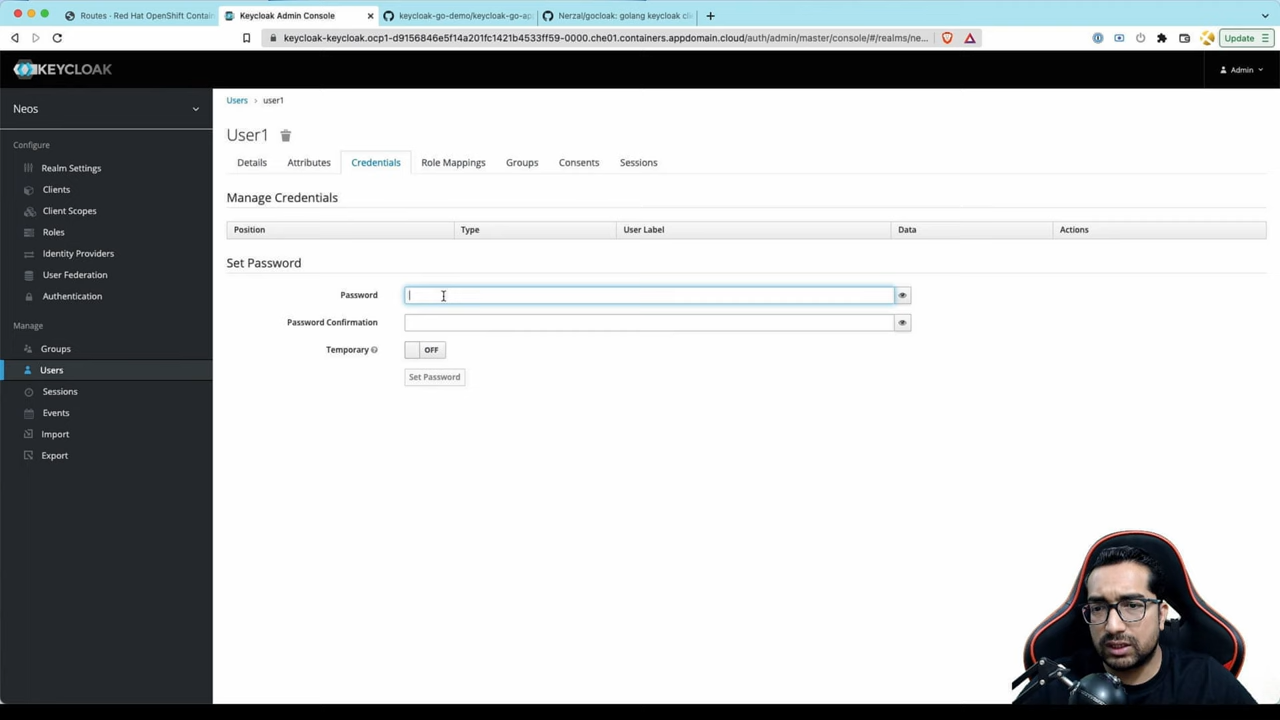 Routes · Red Hat OpenShift Contain
Keycloak Admin Console
keycloak-go-demo/keycloak-go-ap
Nerzal/gocloak: golang keycloak cli
keycloak-keycloak.ocp1-d9156846e5f14a201fc1421b4533ff59-0000.che01.containers.appdomain.cloud/auth/admin/master/console/#/realms/ne...
Update
KEYCLOAK
Admin
Neos
Configure
Realm Settings
Clients
Client Scopes
Roles
Identity Providers
User Federation
Authentication
Manage
Groups
Users
Sessions
Events
Import
Export
Users > user1
User1
Details Attributes Credentials Role Mappings Groups Consents Sessions
Manage Credentials
Position Type User Label Data Actions
Set Password
Password
Password Confirmation
Temporary OFF
Set Password